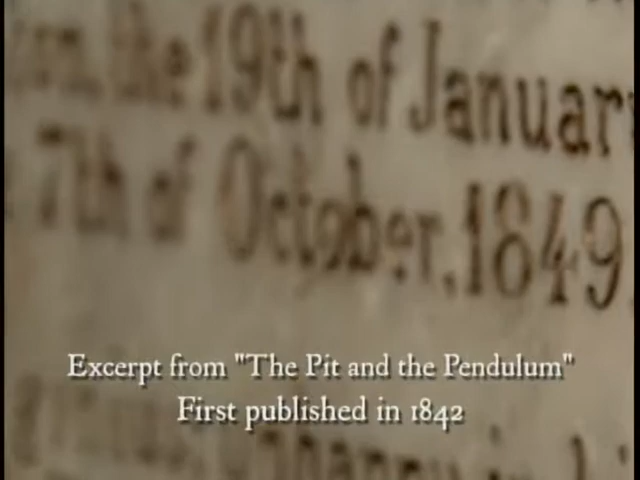 the 19th of Januar
7th of October, 1849
Excerpt from "The Pit and the Pendulum"
First published in 1842